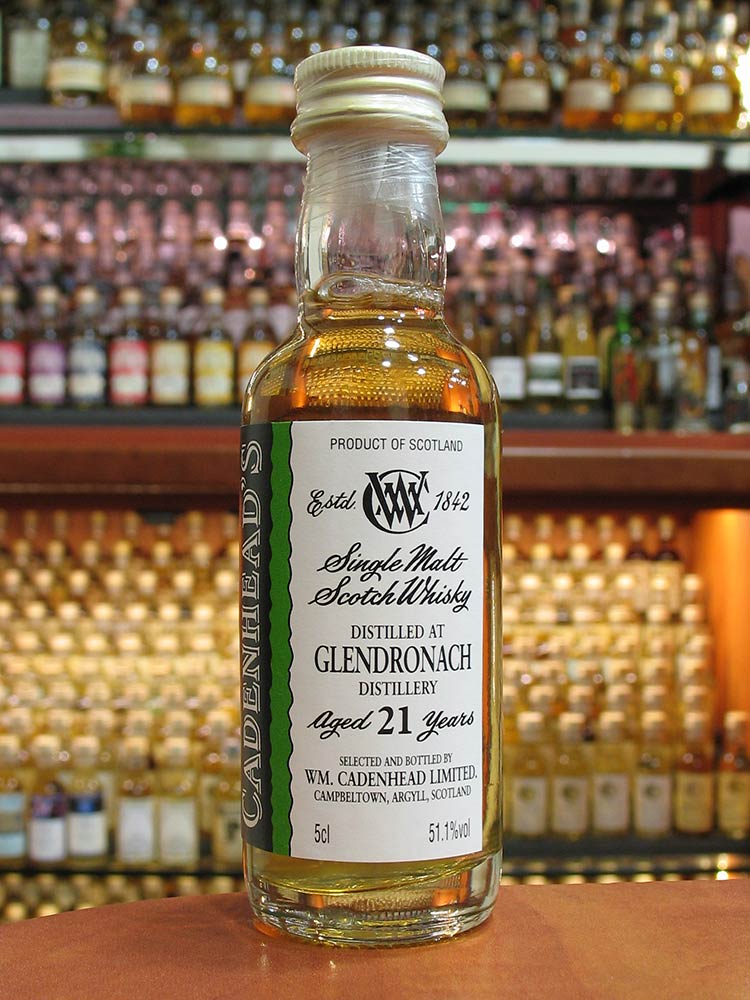 CADENHEAD'S
PRODUCT OF SCOTLAND
Estd. WMC 1842
Single Malt
Scotch Whisky
DISTILLED AT
GLENDRONACH
DISTILLERY
Aged 21 Years
SELECTED AND BOTTLED BY
WM. CADENHEAD LIMITED,
CAMPBELTOWN, ARGYLL, SCOTLAND
5cl 51.1%vol